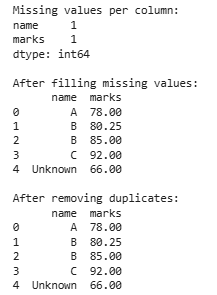 Missing values per column:
name     1
marks    1
dtype: int64
After filling missing values:
      name  marks
0        A  78.00
1        B  80.25
2        B  85.00
3        C  92.00
4  Unknown  66.00
After removing duplicates:
      name  marks
0        A  78.00
1        B  80.25
2        B  85.00
3        C  92.00
4  Unknown  66.00